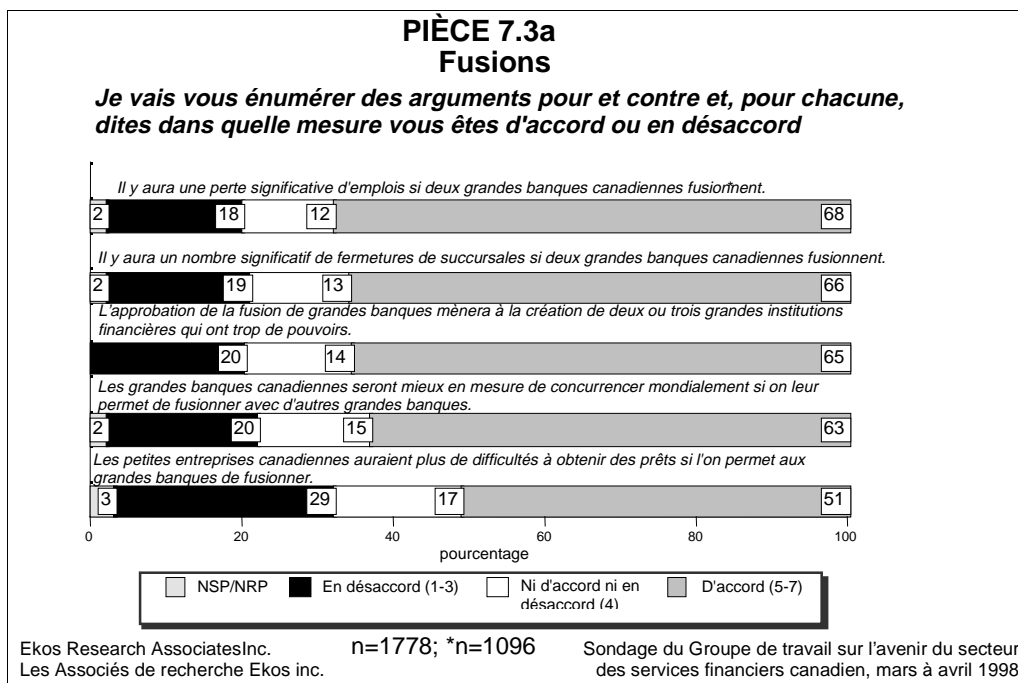 PIÈCE 7.3a
Fusions
Je vais vous énumérer des arguments pour et contre et, pour chacune,
dites dans quelle mesure vous êtes d'accord ou en désaccord
Il y aura une perte significative d'emplois si deux grandes banques canadiennes fusionnent.*
2 18 12 68
Il y aura un nombre significatif de fermetures de succursales si deux grandes banques canadiennes fusionnent.
2 19 13 66
L'approbation de la fusion de grandes banques mènera à la création de deux ou trois grandes institutions
financières qui ont trop de pouvoirs.
20 14 65
Les grandes banques canadiennes seront mieux en mesure de concurrencer mondialement si on leur
permet de fusionner avec d'autres grandes banques.
2 20 15 63
Les petites entreprises canadiennes auraient plus de difficultés à obtenir des prêts si l'on permet aux
grandes banques de fusionner.
3 29 17 51
0 20 40 60 80 100
pourcentage
NSP/NRP En désaccord (1-3) Ni d'accord ni en D'accord (5-7)
désaccord (4)
Ekos Research AssociatesInc. n=1778; *n=1096 Sondage du Groupe de travail sur l'avenir du secteur
Les Associés de recherche Ekos inc. des services financiers canadien, mars à avril 1998